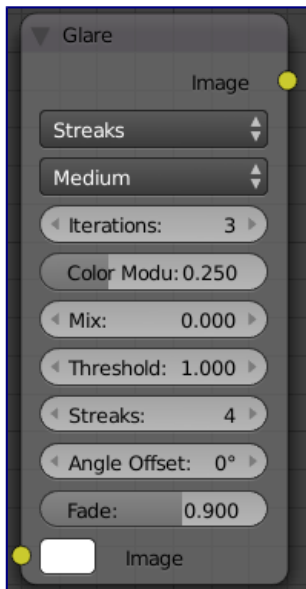 Glare
Image
Streaks
Medium
Iterations: 3
Color Modu: 0.250
Mix: 0.000
Threshold: 1.000
Streaks: 4
Angle Offset: 0°
Fade: 0.900
Image